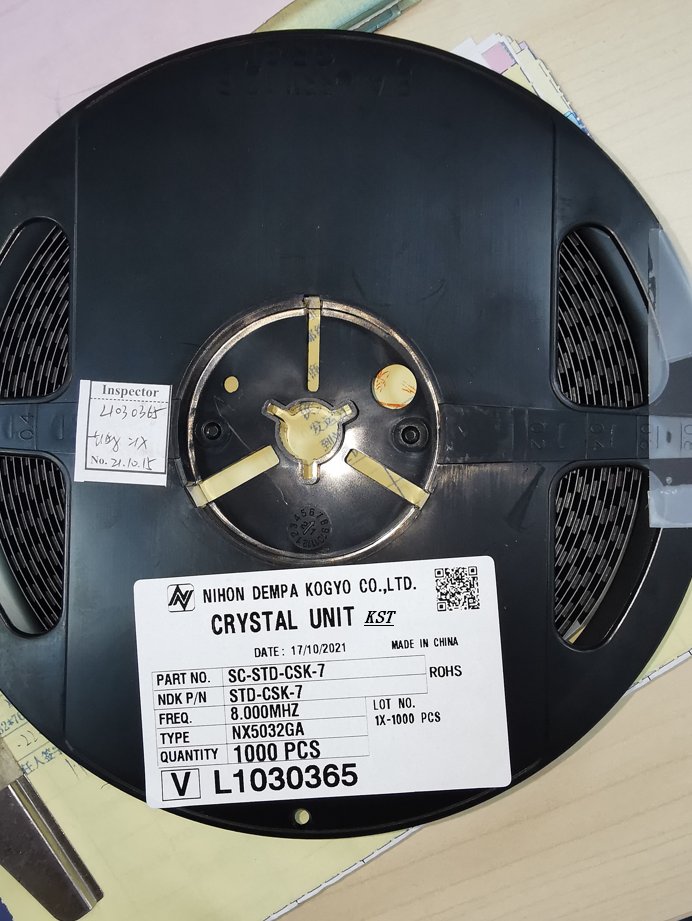 Inspector
L1030365
No. 21.10.15
NIHON DEMPA KOGYO CO.,LTD.
CRYSTAL UNIT KST
DATE: 17/10/2021 MADE IN CHINA
PART NO. SC-STD-CSK-7 ROHS
NDK P/N STD-CSK-7
FREQ. 8.000MHZ LOT NO.
TYPE NX5032GA 1X-1000 PCS
QUANTITY 1000 PCS
V L1030365